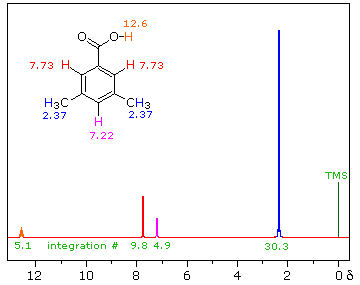 12.6
O H
O
7.73 H H 7.73
H₃C CH₃
2.37 H 2.37
7.22
TMS
5.1 integration # 9.8 4.9 30.3
12 10 8 6 4 2 0 δ